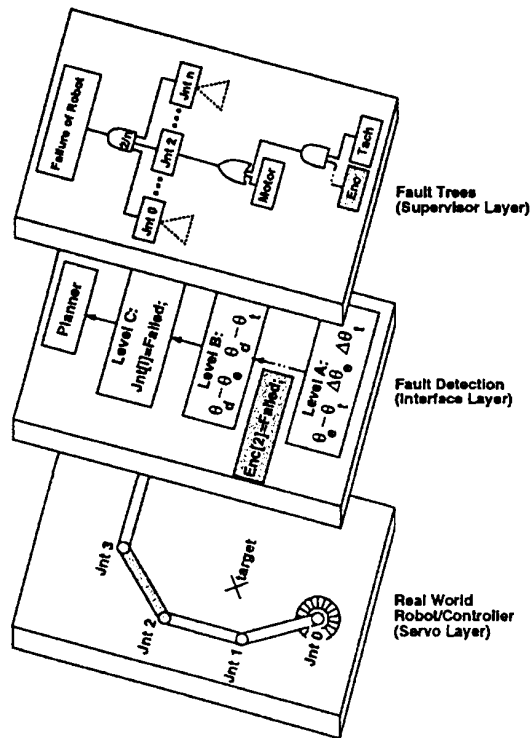 Failure of Robot
2/n
Jnt 0
Jnt 2
Jnt n
Motor
Enc
Tach
Fault Trees
(Supervisor Layer)
Planner
Level C:
Jnt[i]=Failed;
Level B:
θd-θe θd-θt
Enc[2]=Failed;
Level A:
θe-θt Δθe Δθt
Fault Detection
(Interface Layer)
Jnt 3
Jnt 2
Xtarget
Jnt 1
Jnt 0
Real World
Robot/Controller
(Servo Layer)